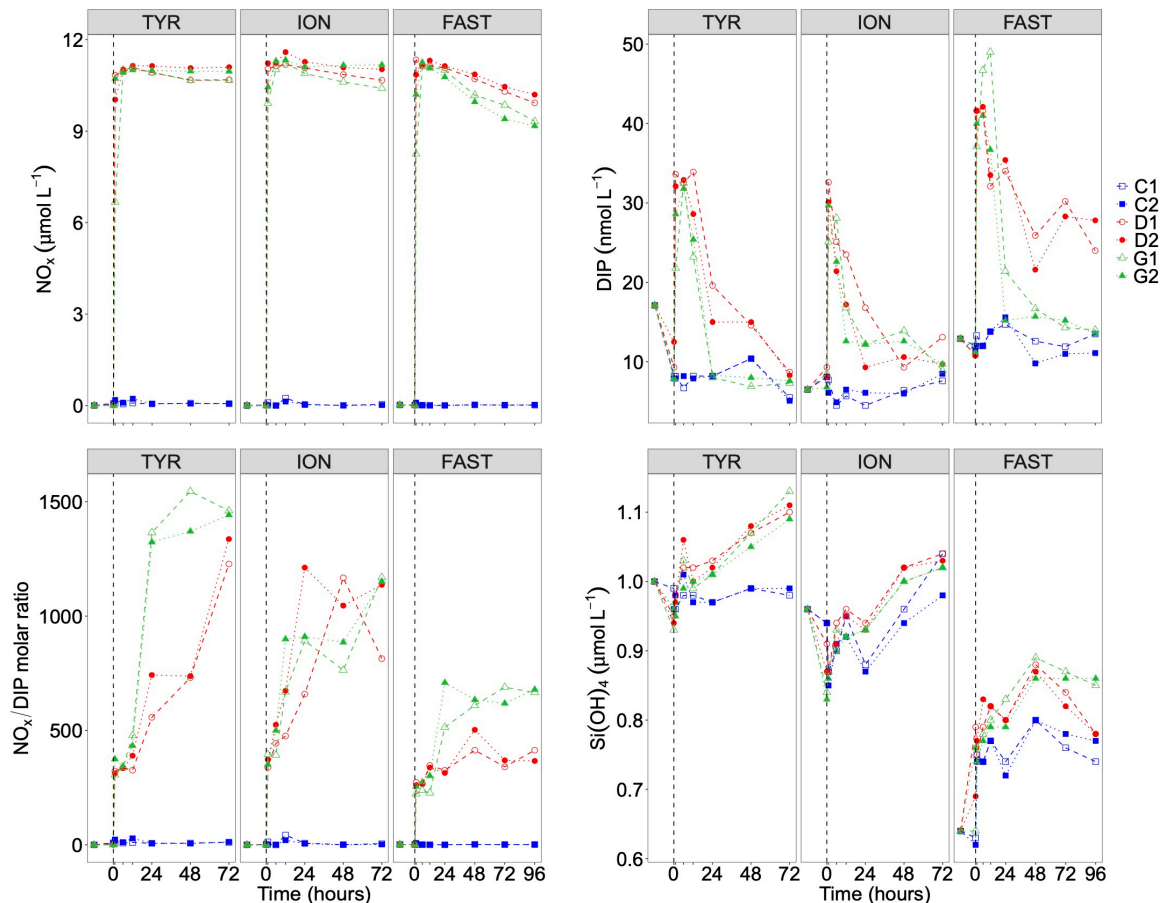 TYR ION FAST
NOₓ (µmol L⁻¹)
12
9
6
3
0
TYR ION FAST
DIP (nmol L⁻¹)
50
40
30
20
10
C1
C2
D1
D2
G1
G2
TYR ION FAST
NOₓ/DIP molar ratio
1500
1000
500
0
0 24 48 72 0 24 48 72 0 24 48 72 96
Time (hours)
TYR ION FAST
Si(OH)₄ (µmol L⁻¹)
1.1
1.0
0.9
0.8
0.7
0.6
0 24 48 72 0 24 48 72 0 24 48 72 96
Time (hours)